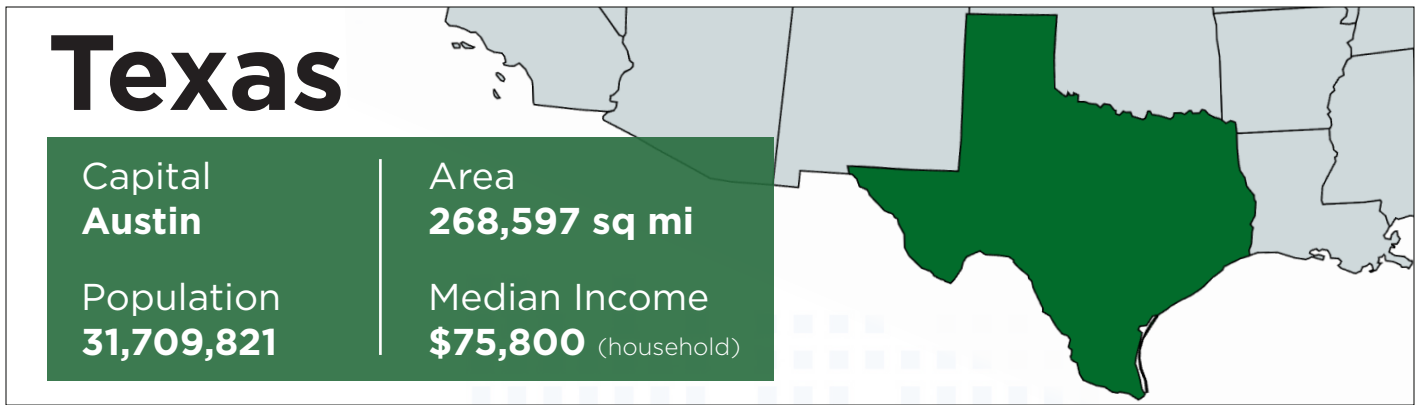 Texas
Capital
Austin
Population
31,709,821
Area
268,597 sq mi
Median Income
$75,800 (household)